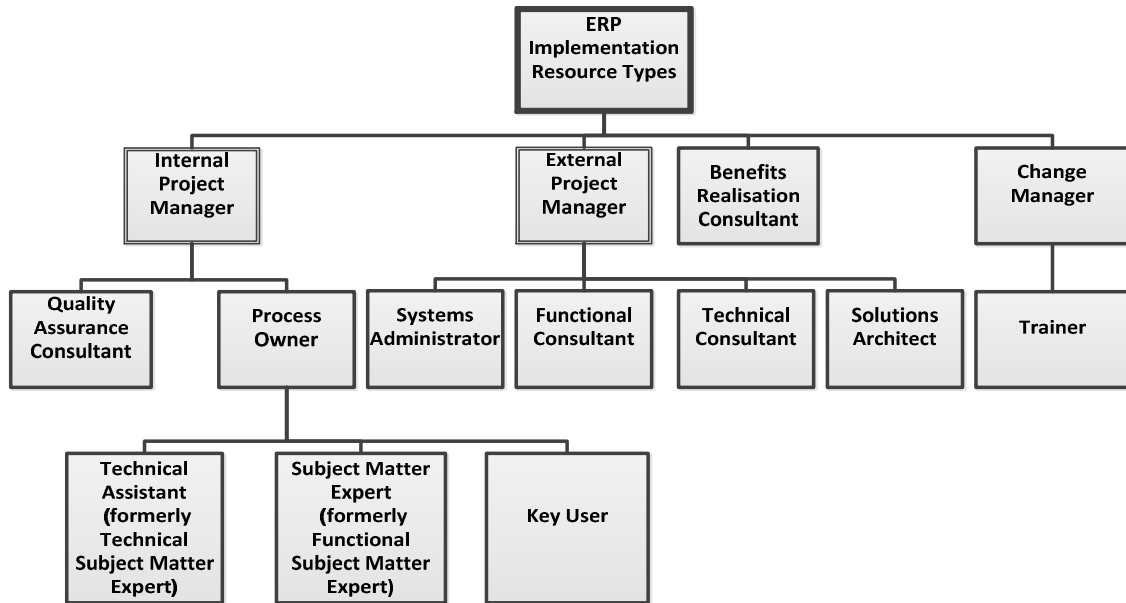 ERP
Implementation
Resource Types
Internal
Project
Manager
External
Project
Manager
Benefits
Realisation
Consultant
Change
Manager
Quality
Assurance
Consultant
Process
Owner
Systems
Administrator
Functional
Consultant
Technical
Consultant
Solutions
Architect
Trainer
Technical
Assistant
(formerly
Technical
Subject Matter
Expert)
Subject Matter
Expert
(formerly
Functional
Subject Matter
Expert)
Key User